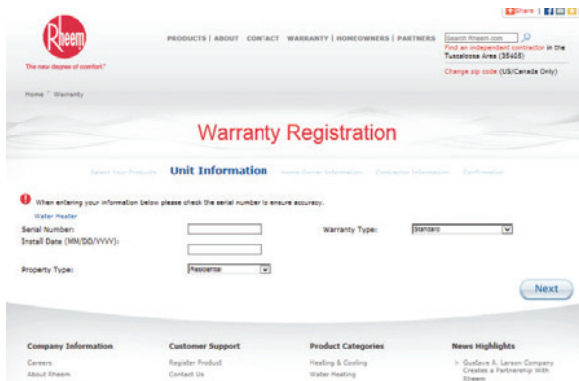 Share
Rheem
The new degree of comfort.™
PRODUCTS | ABOUT CONTACT WARRANTY | HOMEOWNERS | PARTNERS
Search Rheem.com
Find an independent contractor in the
Tuscaloosa Area (35405)
Change zip code (US/Canada Only)
Home > Warranty
Warranty Registration
Select Your Products Unit Information Home Owner Information Contractor Information Confirmation
When entering your information below please check the serial number to ensure accuracy.
Water Heater
Serial Number:
Warranty Type: Standard
Install Date (MM/DD/YYYY):
Property Type: Residential
Next
Company Information Customer Support Product Categories News Highlights
Careers Register Product Heating & Cooling > Gustave A. Larson Company
About Rheem Contact Us Water Heating Creates a Partnership With
Rheem